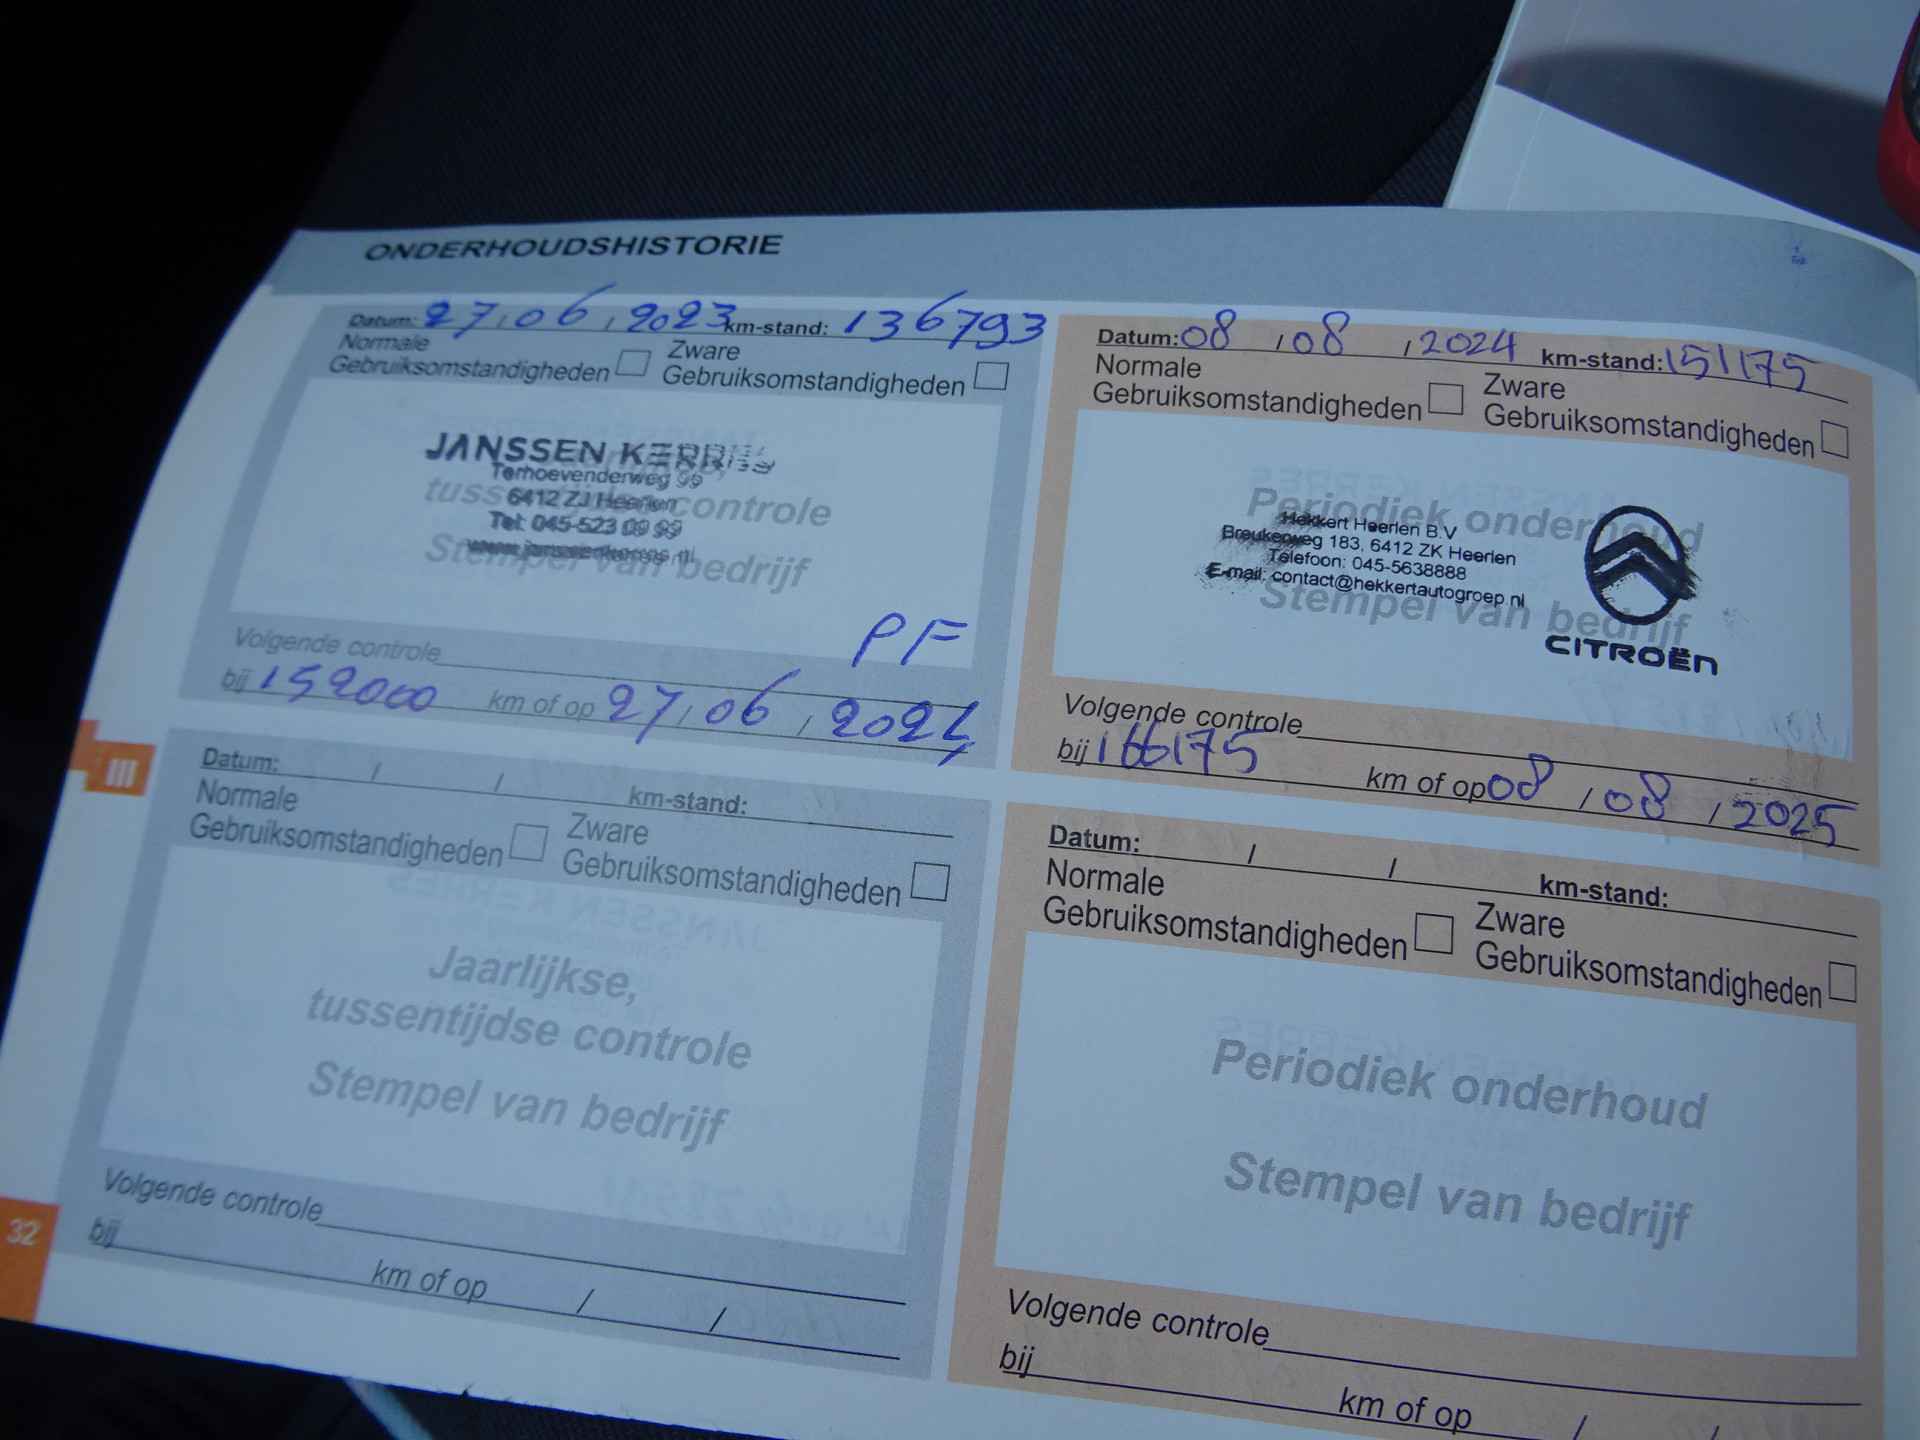 ONDERHOUDSHISTORIE
Datum: 27/06/2023 km-stand: 136793
Normale
Gebruiksomstandigheden
Zware
Gebruiksomstandigheden
JANSSEN KERRES
Terhoevenderweg 99
6412 ZJ Heerlen
tussentijdse controle
Tel: 045-523 09 99
www.janssenkerres.nl
Stempel van bedrijf
PF
Volgende controle
bij 152000 km of op 27/06/2024
Datum: 08/08/2024 km-stand: 151175
Normale
Gebruiksomstandigheden
Zware
Gebruiksomstandigheden
Periodiek onderhoud
Hekkert Heerlen B.V
Breukerweg 183, 6412 ZK Heerlen
Telefoon: 045-5638888
E-mail: contact@hekkertautogroep.nl
Stempel van bedrijf
CITROËN
Volgende controle
bij 166175 km of op 08/08/2025
III
Datum: / / km-stand:
Normale
Gebruiksomstandigheden
Zware
Gebruiksomstandigheden
Jaarlijkse,
tussentijdse controle
Stempel van bedrijf
Volgende controle
bij km of op / /
Datum: / / km-stand:
Normale
Gebruiksomstandigheden
Zware
Gebruiksomstandigheden
Periodiek onderhoud
Stempel van bedrijf
Volgende controle
bij km of op / /
32